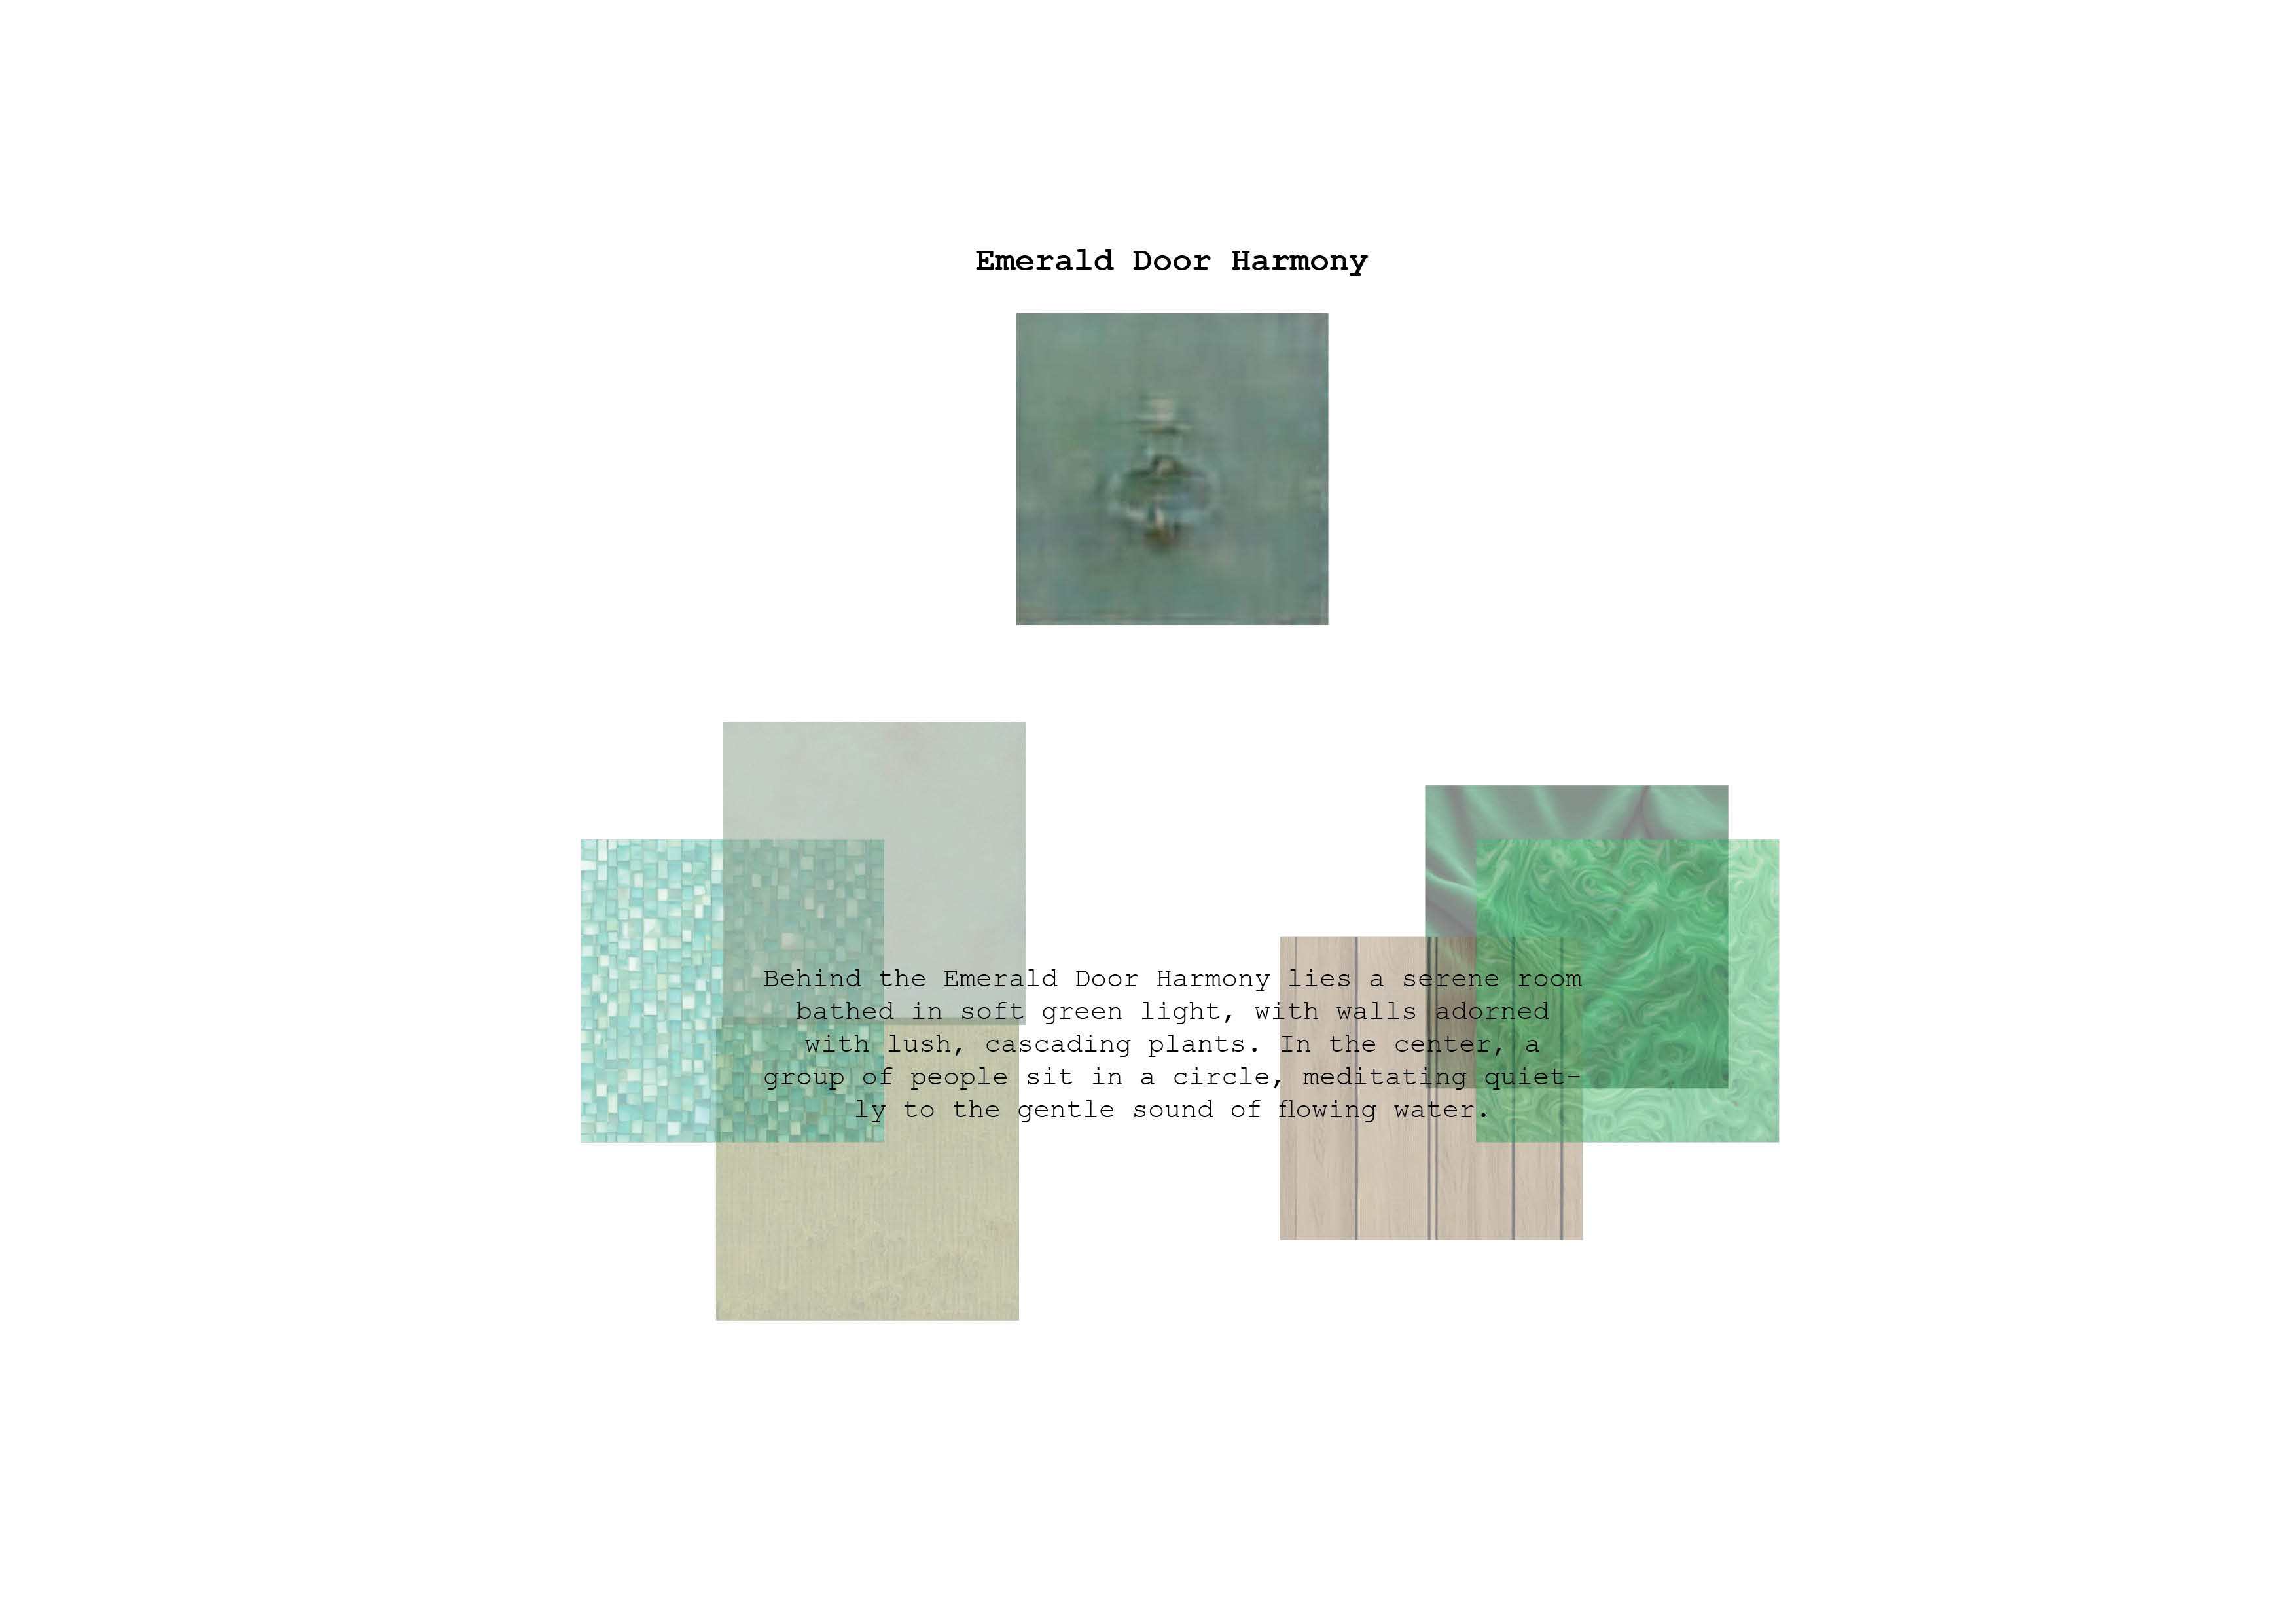 Emerald Door Harmony
Behind the Emerald Door Harmony lies a serene room
bathed in soft green light, with walls adorned
with lush, cascading plants. In the center, a
group of people sit in a circle, meditating quiet-
ly to the gentle sound of flowing water.